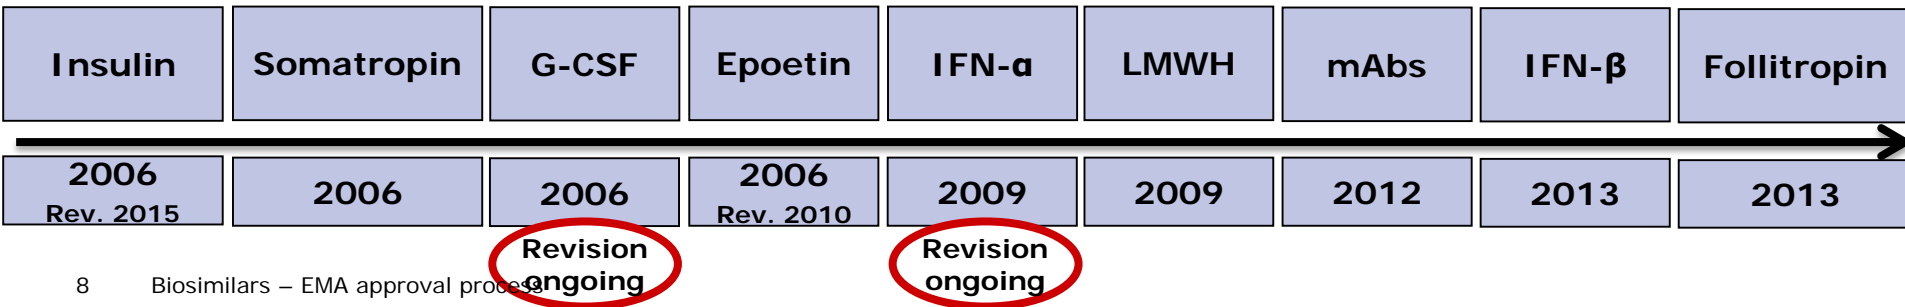 Insulin
Somatropin
G-CSF
Epoetin
IFN-α
LMWH
mAbs
IFN-β
Follitropin
2006
Rev. 2015
2006
2006
2006
Rev. 2010
2009
2009
2012
2013
2013
Revision
ongoing
Revision
ongoing
8 Biosimilars – EMA approval process